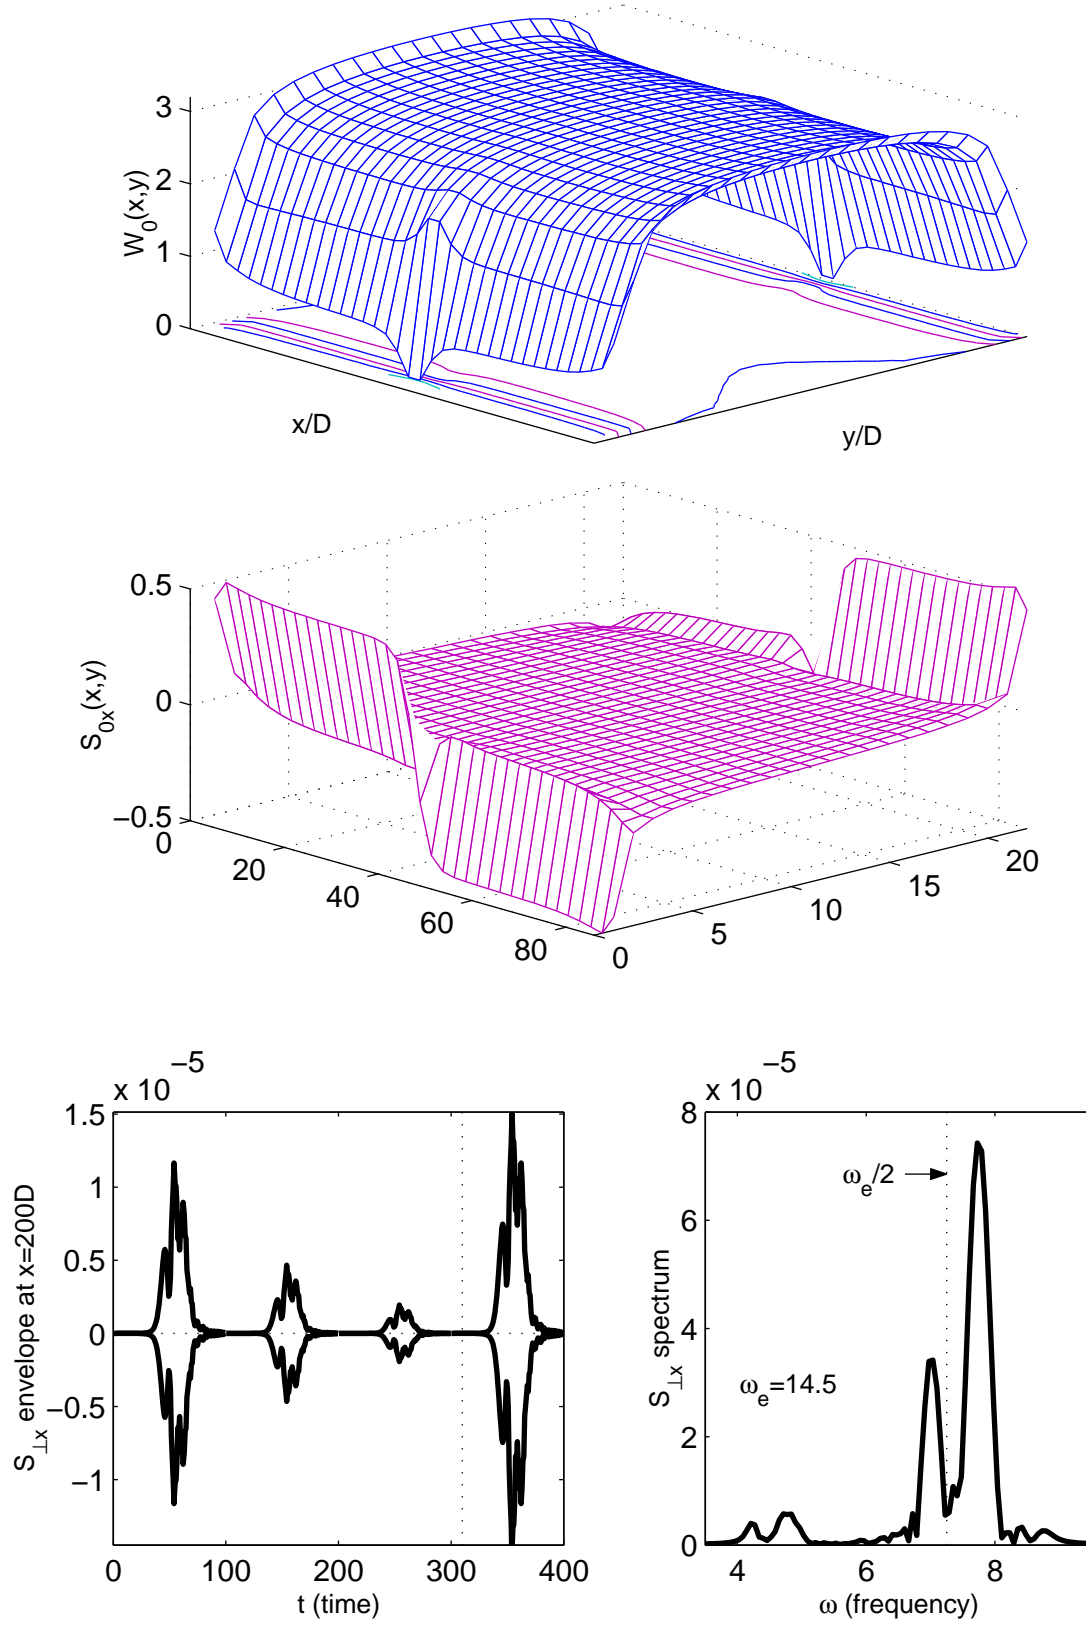 3
2
1
0
W₀(x,y)
x/D
y/D
0.5
0
−0.5
S₀ₓ(x,y)
0
20
40
60
80
0
5
10
15
20
x 10⁻⁵
1.5
1
0.5
0
−0.5
−1
S⊥x envelope at x=200D
0 100 200 300 400
t (time)
x 10⁻⁵
8
6
4
2
0
S⊥x spectrum
ωₑ/2
ωₑ=14.5
4 6 8
ω (frequency)